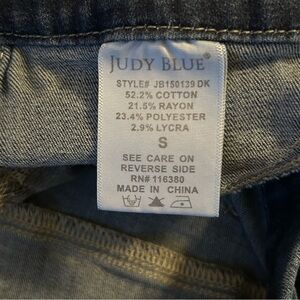 JUDY BLUE®
STYLE# JB150139 DK
52.2% COTTON
21.5% RAYON
23.4% POLYESTER
2.9% LYCRA
S
SEE CARE ON
REVERSE SIDE
RN# 116380
MADE IN CHINA